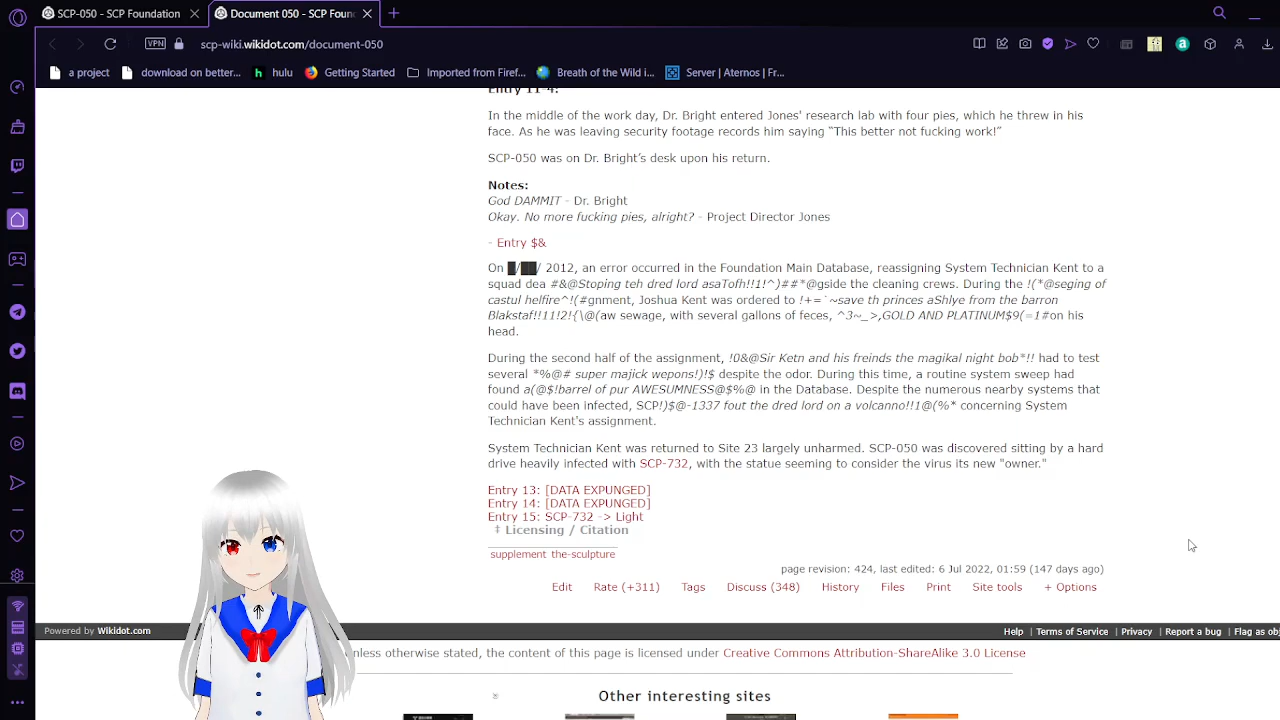 SCP-050 - SCP Foundation
Document 050 - SCP Foun
VPN
scp-wiki.wikidot.com/document-050
a project
download on better...
hulu
Getting Started
Imported from Firef...
Breath of the Wild i...
Server | Aternos | Fr...
Entry 11-4:
In the middle of the work day, Dr. Bright entered Jones' research lab with four pies, which he threw in his
face. As he was leaving security footage records him saying “This better not fucking work!”
SCP-050 was on Dr. Bright’s desk upon his return.
Notes:
God DAMMIT - Dr. Bright
Okay. No more fucking pies, alright? - Project Director Jones
- Entry $&
On █/██/ 2012, an error occurred in the Foundation Main Database, reassigning System Technician Kent to a
squad dea #&@Stoping teh dred lord asaTofh!!1!^)##*@gside the cleaning crews. During the !(*@seging of
castul helfire^!(#gnment, Joshua Kent was ordered to !+=`~save th princes aShlye from the barron
Blakstaf!!11!2!{\@(aw sewage, with several gallons of feces, ^3~_>,GOLD AND PLATINUM$9(=1#on his
head.
During the second half of the assignment, !0&@Sir Ketn and his freinds the magikal night bob*!! had to test
several *%@# super majick wepons!)!$ despite the odor. During this time, a routine system sweep had
found a(@$!barrel of pur AWESUMNESS@$%@ in the Database. Despite the numerous nearby systems that
could have been infected, SCP!)$@-1337 fout the dred lord on a volcanno!!1@(%* concerning System
Technician Kent's assignment.
System Technician Kent was returned to Site 23 largely unharmed. SCP-050 was discovered sitting by a hard
drive heavily infected with SCP-732, with the statue seeming to consider the virus its new "owner."
Entry 13: [DATA EXPUNGED]
Entry 14: [DATA EXPUNGED]
Entry 15: SCP-732 -> Light
‡ Licensing / Citation
supplement the-sculpture
page revision: 424, last edited: 6 Jul 2022, 01:59 (147 days ago)
Edit Rate (+311) Tags Discuss (348) History Files Print Site tools + Options
Powered by Wikidot.com
Help | Terms of Service | Privacy | Report a bug | Flag as obj
nless otherwise stated, the content of this page is licensed under Creative Commons Attribution-ShareAlike 3.0 License
Other interesting sites